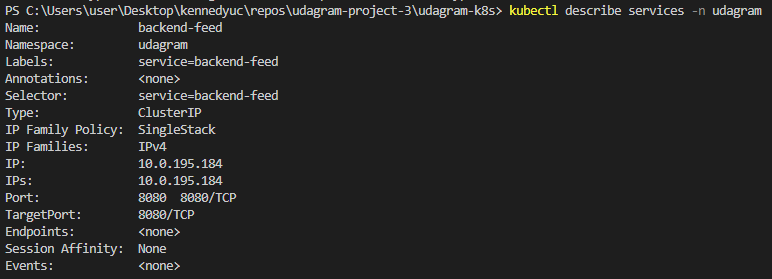 PS C:\Users\user\Desktop\kennedyuc\repos\udagram-project-3\udagram-k8s> kubectl describe services -n udagram
Name:              backend-feed
Namespace:         udagram
Labels:            service=backend-feed
Annotations:       <none>
Selector:          service=backend-feed
Type:              ClusterIP
IP Family Policy:  SingleStack
IP Families:       IPv4
IP:                10.0.195.184
IPs:               10.0.195.184
Port:              8080  8080/TCP
TargetPort:        8080/TCP
Endpoints:         <none>
Session Affinity:  None
Events:            <none>